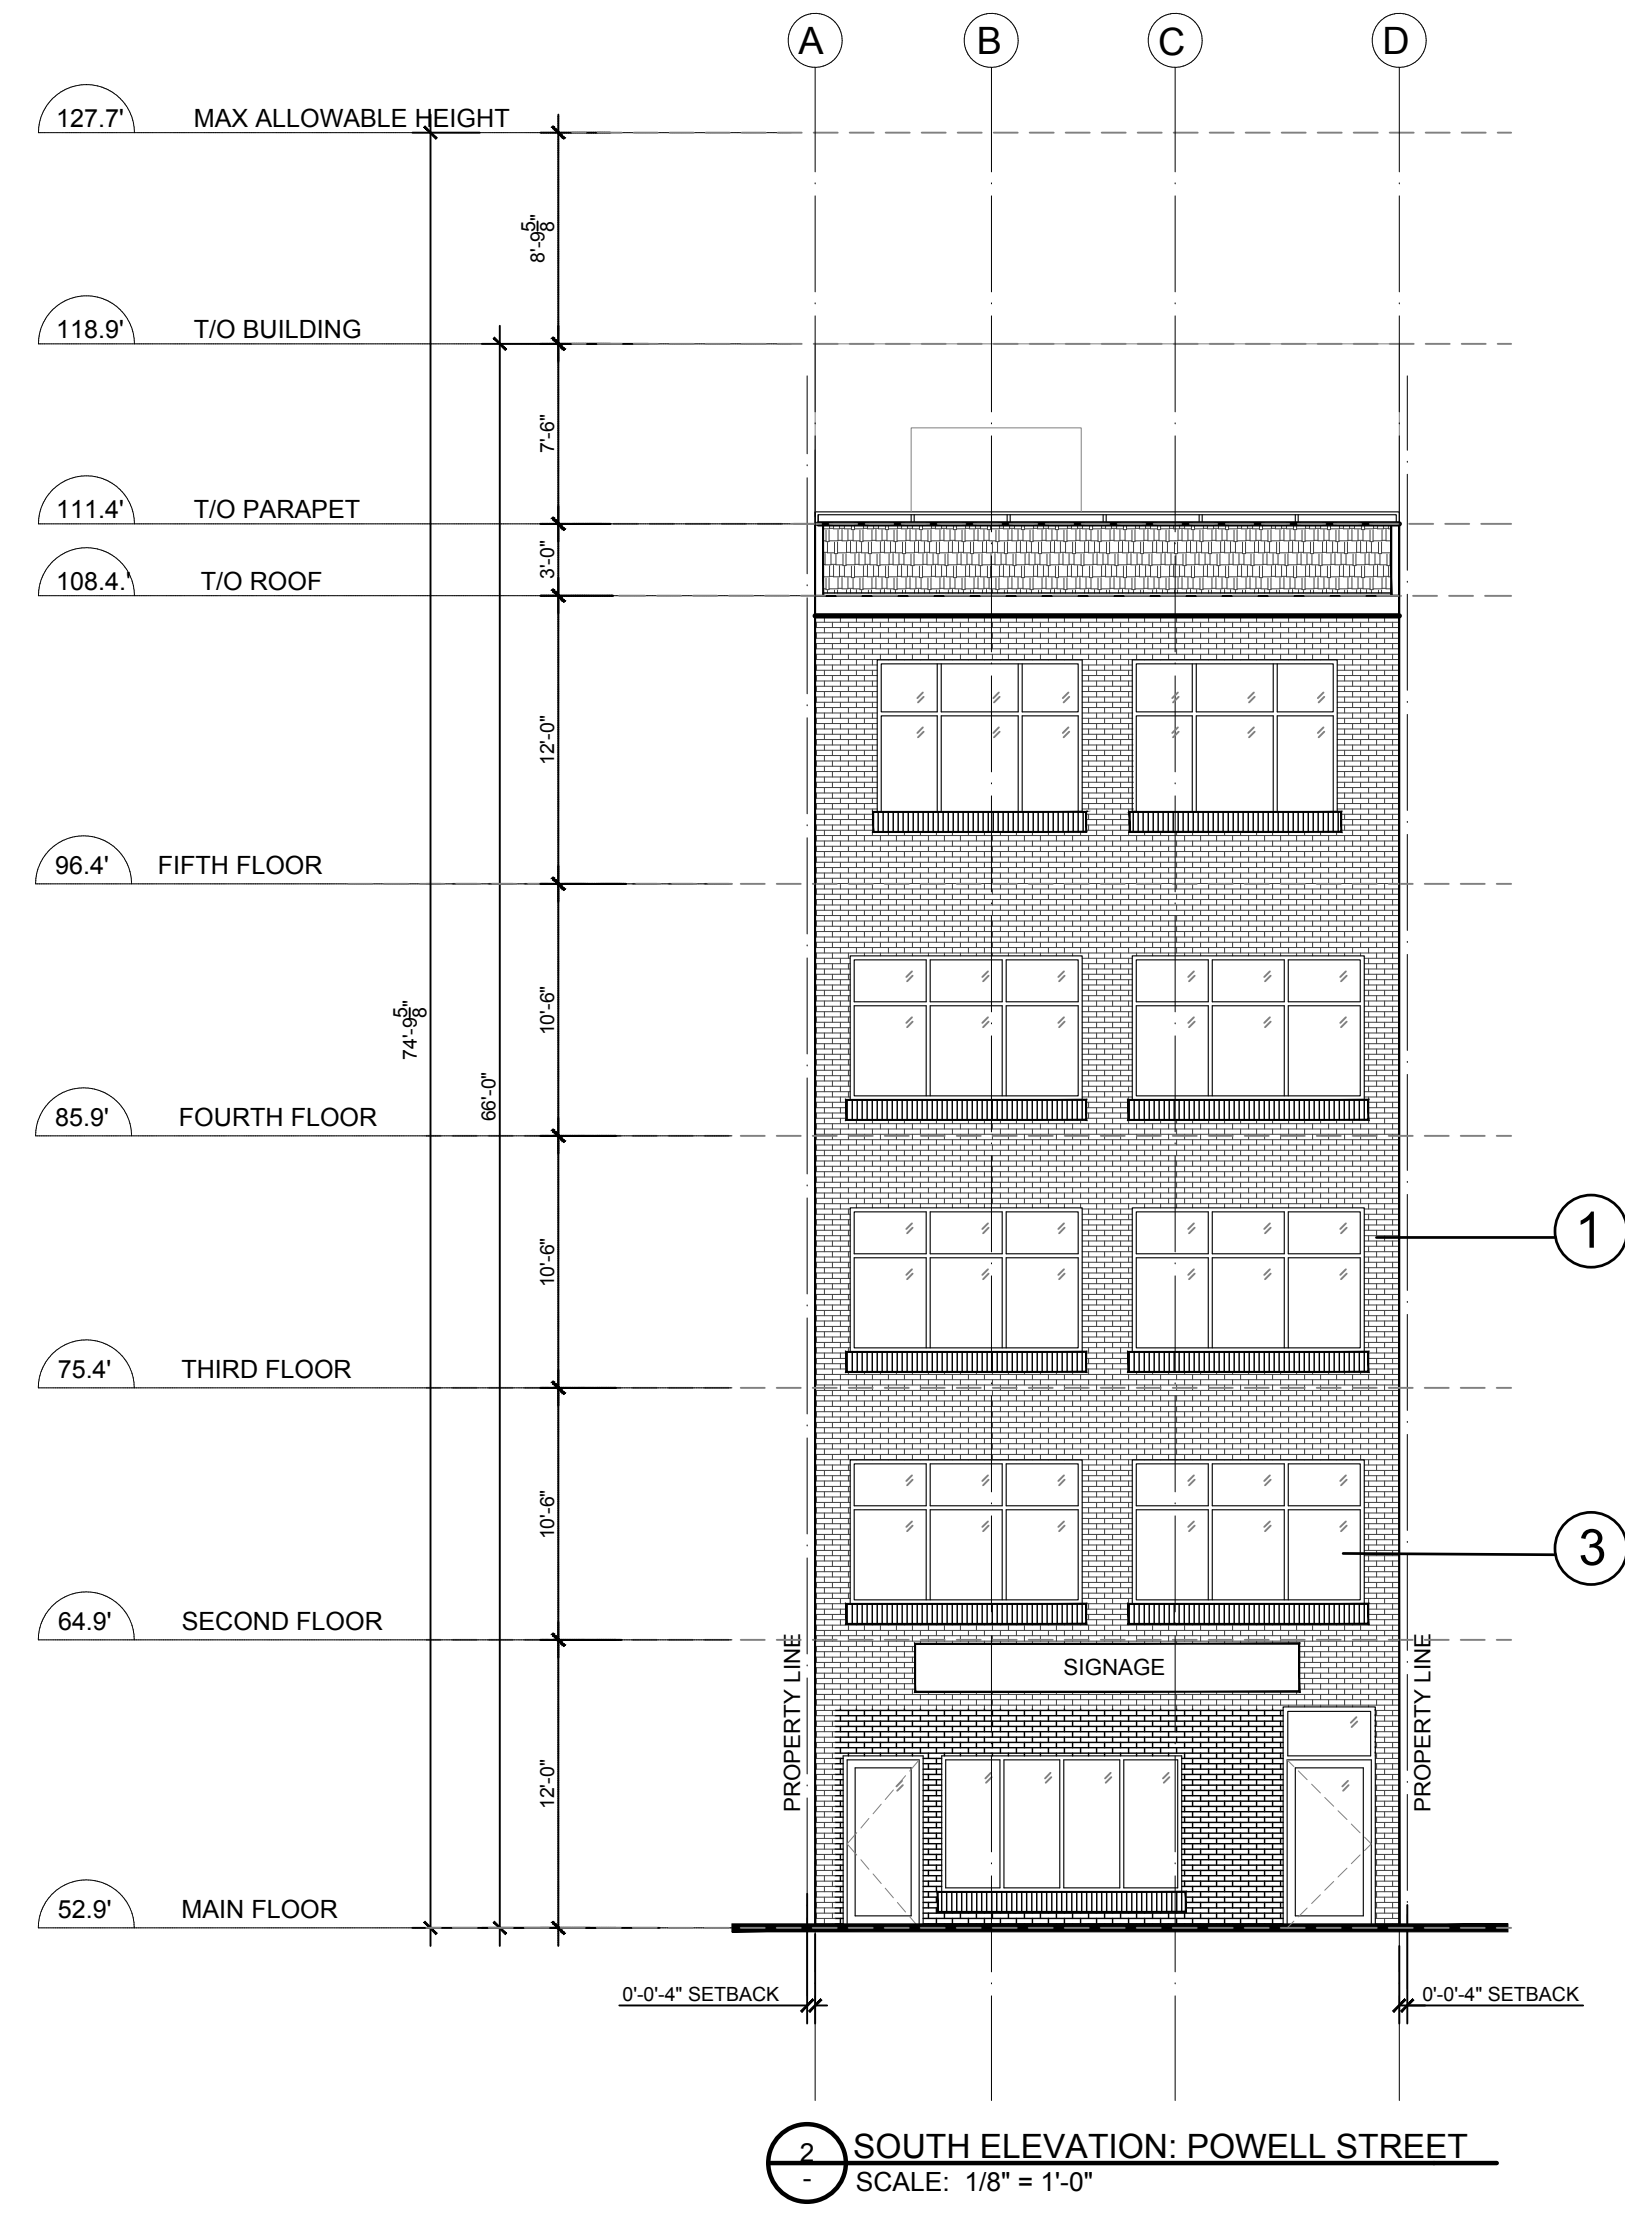 A B C D
127.7' MAX ALLOWABLE HEIGHT
8'-9 5/8"
118.9' T/O BUILDING
7'-6"
111.4' T/O PARAPET
3'-0"
108.4.' T/O ROOF
12'-0"
96.4' FIFTH FLOOR
10'-6"
74'-9 5/8"
66'-0"
85.9' FOURTH FLOOR
1
10'-6"
75.4' THIRD FLOOR
10'-6"
3
64.9' SECOND FLOOR
SIGNAGE
PROPERTY LINE
PROPERTY LINE
12'-0"
52.9' MAIN FLOOR
0'-0'-4" SETBACK
0'-0'-4" SETBACK
2 SOUTH ELEVATION: POWELL STREET
- SCALE: 1/8" = 1'-0"